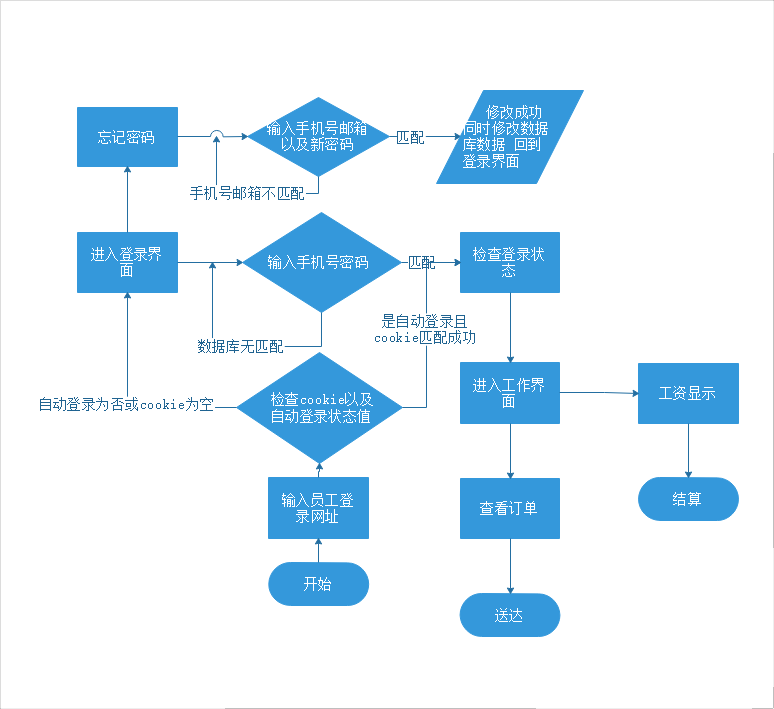 忘记密码
输入手机号邮箱
以及新密码
匹配
修改成功
同时修改数据
库数据 回到
登录界面
手机号邮箱不匹配
进入登录界
面
输入手机号密码
匹配
检查登录状
态
数据库无匹配
是自动登录且
cookie匹配成功
自动登录为否或cookie为空
检查cookie以及
自动登录状态值
进入工作界
面
工资显示
输入员工登
录网址
查看订单
结算
开始
送达